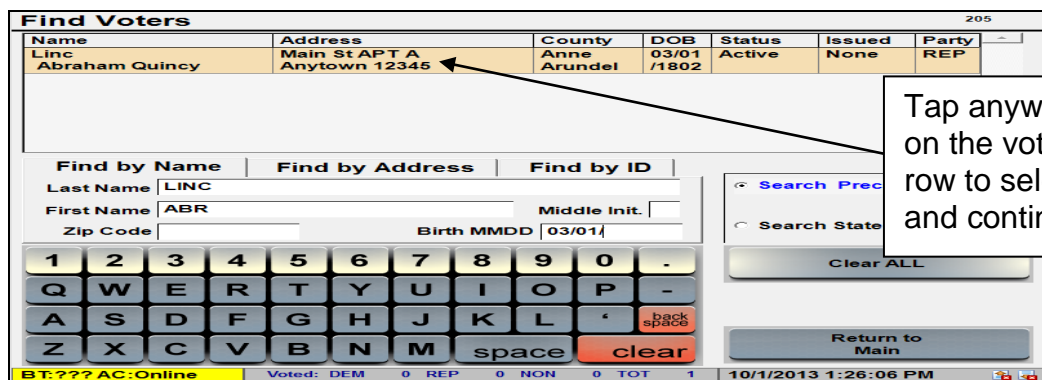 Find Voters 205
Name Address County DOB Status Issued Party
Linc Main St APT A Anne 03/01 Active None REP
Abraham Quincy Anytown 12345 Arundel /1802
Tap anyw
on the vot
row to sel
and contin
Find by Name Find by Address Find by ID
Last Name LINC
Search Prec
First Name ABR Middle Init.
Zip Code Birth MMDD 03/01/
Search State
1 2 3 4 5 6 7 8 9 0 .
Clear ALL
Q W E R T Y U I O P -
A S D F G H J K L ‘ back space
Z X C V B N M space clear
Return to
Main
BT:??? AC:Online Voted: DEM 0 REP 0 NON 0 TOT 1 10/1/2013 1:26:06 PM